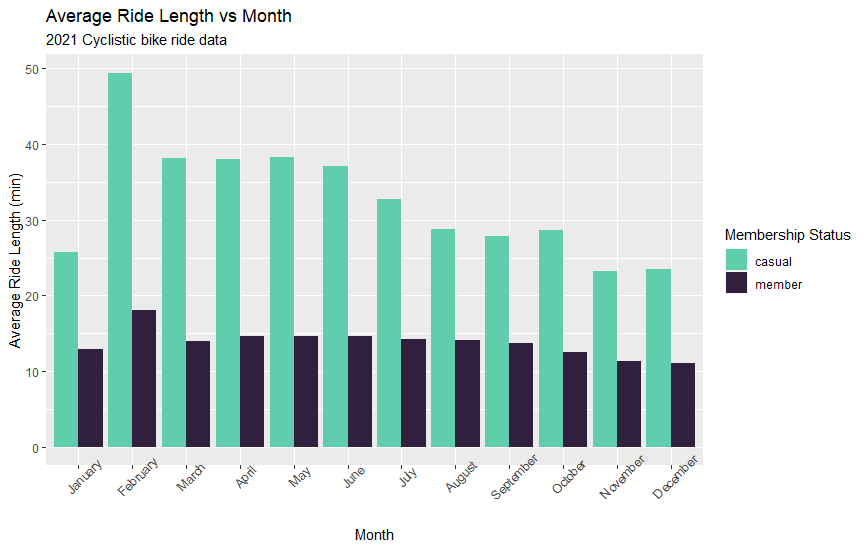 Average Ride Length vs Month
2021 Cyclistic bike ride data
Average Ride Length (min)
50
40
30
20
10
0
January
February
March
April
May
June
July
August
September
October
November
December
Month
Membership Status
casual
member